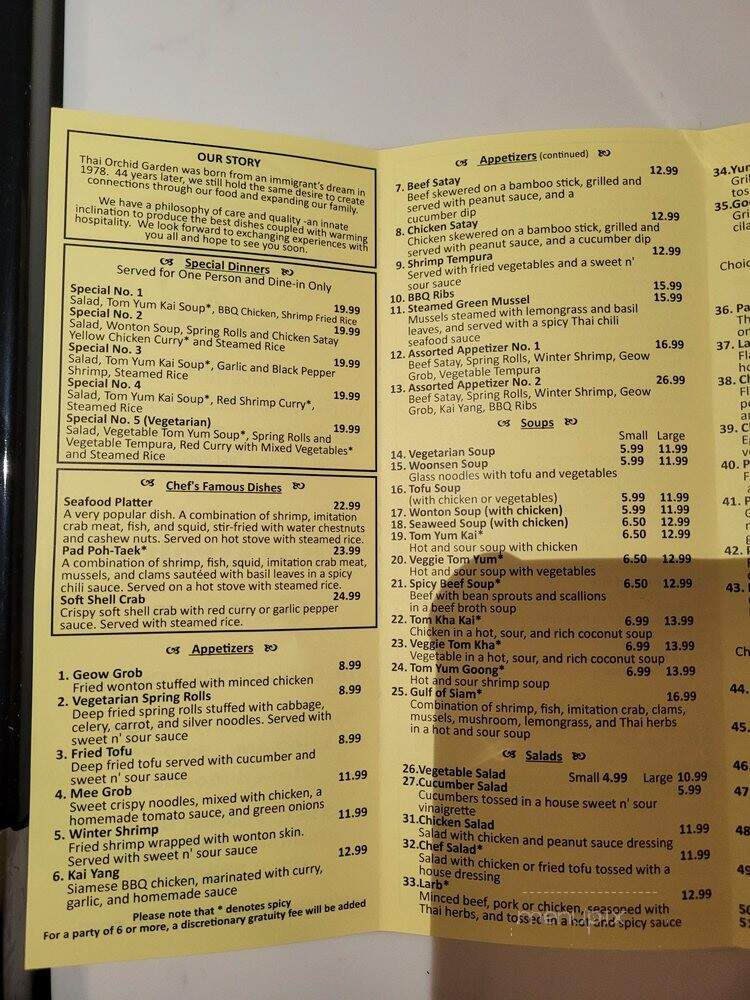 OUR STORY
Thai Orchid Garden was born from an immigrant's dream in
1978. 44 years later, we still hold the same desire to create
connections through our food and expanding our family.
We have a philosophy of care and quality -an innate
inclination to produce the best dishes coupled with warming
hospitality. We look forward to exchanging experiences with
you all and hope to see you soon.
Special Dinners
Served for One Person and Dine-in Only
Special No. 1 19.99
Salad, Tom Yum Kai Soup*, BBQ Chicken, Shrimp Fried Rice
Special No. 2 19.99
Salad, Wonton Soup, Spring Rolls and Chicken Satay
Yellow Chicken Curry* and Steamed Rice
Special No. 3 19.99
Salad, Tom Yum Kai Soup*, Garlic and Black Pepper
Shrimp, Steamed Rice
Special No. 4 19.99
Salad, Tom Yum Kai Soup*, Red Shrimp Curry*,
Steamed Rice
Special No. 5 (Vegetarian) 19.99
Salad, Vegetable Tom Yum Soup*, Spring Rolls and
Vegetable Tempura, Red Curry with Mixed Vegetables*
and Steamed Rice
Chef's Famous Dishes
Seafood Platter 22.99
A very popular dish. A combination of shrimp, imitation
crab meat, fish, and squid, stir-fried with water chestnuts
and cashew nuts. Served on hot stove with steamed rice.
Pad Poh-Taek* 23.99
A combination of shrimp, fish, squid, imitation crab meat,
mussels, and clams sautéed with basil leaves in a spicy
chili sauce. Served on a hot stove with steamed rice.
Soft Shell Crab 24.99
Crispy soft shell crab with red curry or garlic pepper
sauce. Served with steamed rice.
Appetizers
1. Geow Grob 8.99
Fried wonton stuffed with minced chicken
2. Vegetarian Spring Rolls 8.99
Deep fried spring rolls stuffed with cabbage,
celery, carrot, and silver noodles. Served with
sweet n' sour sauce
3. Fried Tofu 8.99
Deep fried tofu served with cucumber and
sweet n' sour sauce
4. Mee Grob 11.99
Sweet crispy noodles, mixed with chicken, a
homemade tomato sauce, and green onions
5. Winter Shrimp 11.99
Fried shrimp wrapped with wonton skin.
Served with sweet n' sour sauce
6. Kai Yang 12.99
Siamese BBQ chicken, marinated with curry,
garlic, and homemade sauce
Please note that * denotes spicy
For a party of 6 or more, a discretionary gratuity fee will be added
Appetizers (continued)
7. Beef Satay 12.99
Beef skewered on a bamboo stick, grilled and
served with peanut sauce, and a
cucumber dip
8. Chicken Satay 12.99
Chicken skewered on a bamboo stick, grilled and
served with peanut sauce, and a cucumber dip
9. Shrimp Tempura 12.99
Served with fried vegetables and a sweet n'
sour sauce
10. BBQ Ribs 15.99
11. Steamed Green Mussel 15.99
Mussels steamed with lemongrass and basil
leaves, and served with a spicy Thai chili
seafood sauce
12. Assorted Appetizer No. 1 16.99
Beef Satay, Spring Rolls, Winter Shrimp, Geow
Grob, Vegetable Tempura
13. Assorted Appetizer No. 2 26.99
Beef Satay, Spring Rolls, Winter Shrimp, Geow
Grob, Kai Yang, BBQ Ribs
Soups
Small Large
14. Vegetarian Soup 5.99 11.99
15. Woonsen Soup 5.99 11.99
Glass noodles with tofu and vegetables
16. Tofu Soup
(with chicken or vegetables) 5.99 11.99
17. Wonton Soup (with chicken) 5.99 11.99
18. Seaweed Soup (with chicken) 6.50 12.99
19. Tom Yum Kai* 6.50 12.99
Hot and sour soup with chicken
20. Veggie Tom Yum* 6.50 12.99
Hot and sour soup with vegetables
21. Spicy Beef Soup* 6.50 12.99
Beef with bean sprouts and scallions
in a beef broth soup
22. Tom Kha Kai* 6.99 13.99
Chicken in a hot, sour, and rich coconut soup
23. Veggie Tom Kha* 6.99 13.99
Vegetable in a hot, sour, and rich coconut soup
24. Tom Yum Goong* 6.99 13.99
Hot and sour shrimp soup
25. Gulf of Siam* 16.99
Combination of shrimp, fish, imitation crab, clams,
mussels, mushroom, lemongrass, and Thai herbs
in a hot and sour soup
Salads
26.Vegetable Salad Small 4.99 Large 10.99
27.Cucumber Salad 5.99
Cucumbers tossed in a house sweet n' sour
vinaigrette
31.Chicken Salad 11.99
Salad with chicken and peanut sauce dressing
32.Chef Salad* 11.99
Salad with chicken or fried tofu tossed with a
house dressing
33.Larb* 12.99
Minced beef, pork or chicken, seasoned with
Thai herbs, and tossed in a hot and spicy sauce
menupix
34.Yum
Gri
tos
35.Go
Gri
cila
Choic
36. Pa
Th
or
37. La
Fl
ho
38. Ch
Fl
p
a
39. C
E
v
40. P
F
a
41. P
g
42.
43.
Ch
44.
45.
46.
47
48
49
50
51